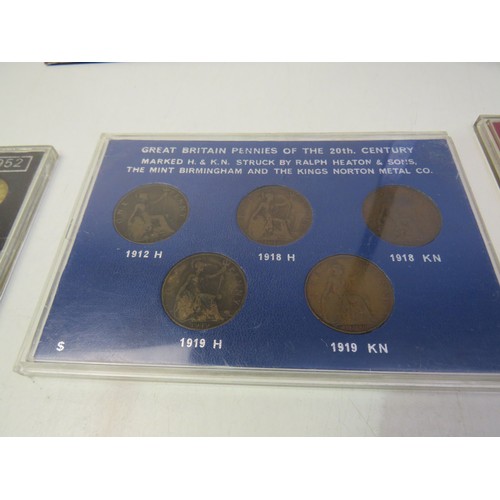 GREAT BRITAIN PENNIES OF THE 20th. CENTURY
MARKED H. & K.N. STRUCK BY RALPH HEATON & SONS,
THE MINT BIRMINGHAM AND THE KINGS NORTON METAL CO.
1912 H
1918 H
1918 KN
1919 H
1919 KN
S